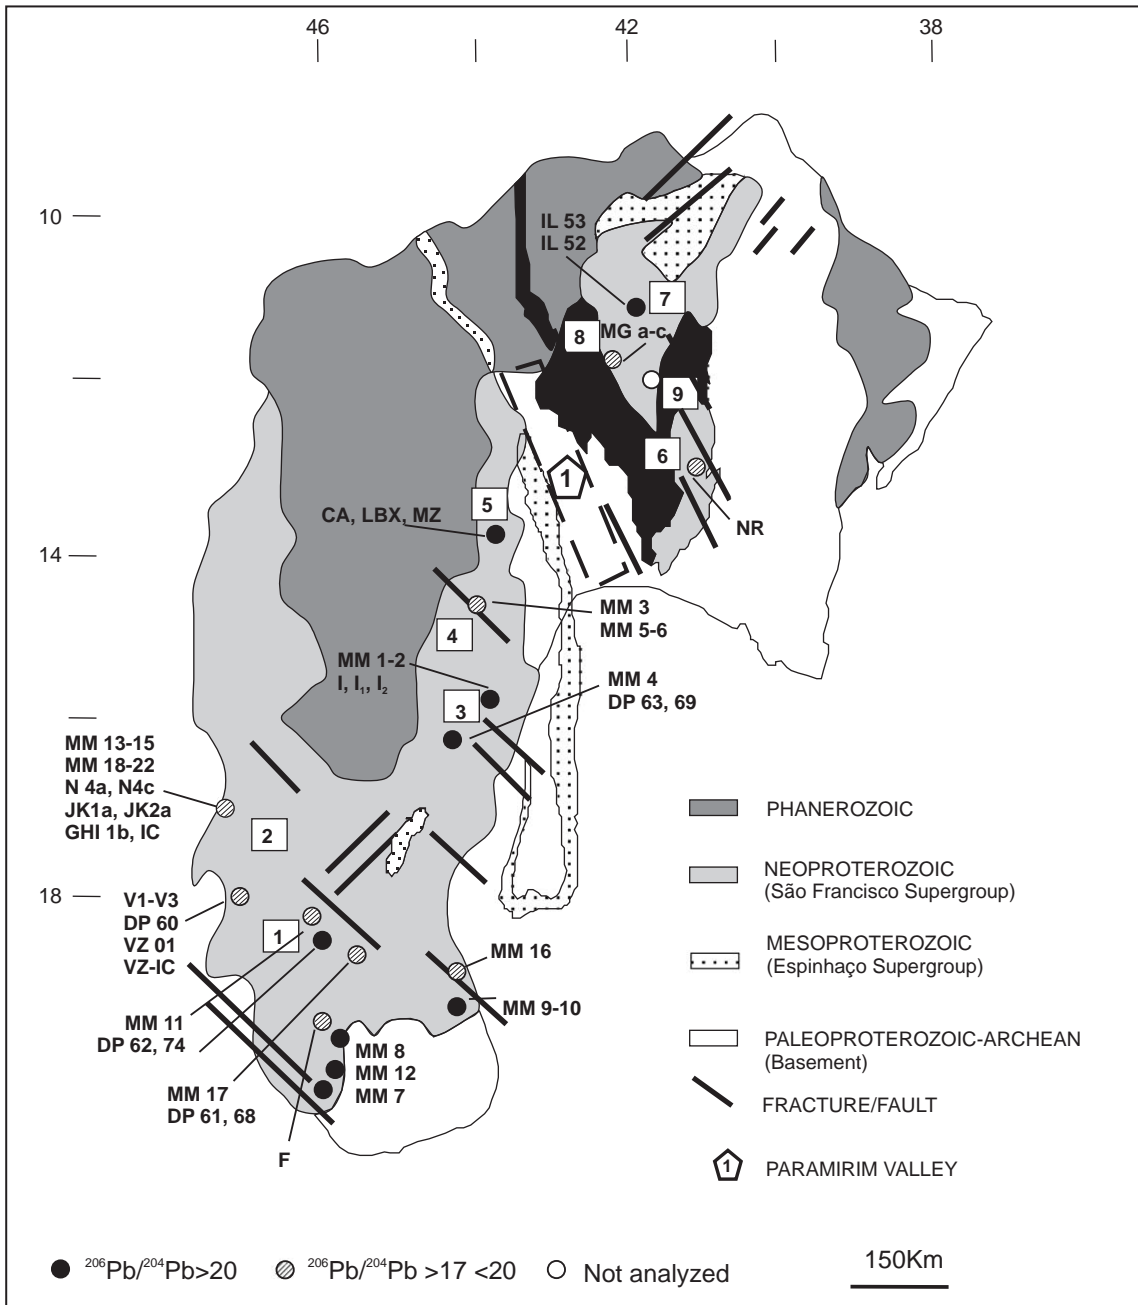 46
42
38
10
14
18
IL 53
IL 52
7
8
MG a-c
9
6
1
NR
5
CA, LBX, MZ
MM 3
MM 5-6
4
MM 1-2
I, I₁, I₂
MM 4
DP 63, 69
3
MM 13-15
MM 18-22
N 4a, N4c
JK1a, JK2a
GHI 1b, IC
2
V1-V3
DP 60
VZ 01
VZ-IC
1
MM 16
MM 9-10
MM 11
DP 62, 74
MM 8
MM 12
MM 7
MM 17
DP 61, 68
F
PHANEROZOIC
NEOPROTEROZOIC
(São Francisco Supergroup)
MESOPROTEROZOIC
(Espinhaço Supergroup)
PALEOPROTEROZOIC-ARCHEAN
(Basement)
FRACTURE/FAULT
1 PARAMIRIM VALLEY
²⁰⁶Pb/²⁰⁴Pb>20
²⁰⁶Pb/²⁰⁴Pb >17 <20
Not analyzed
150Km